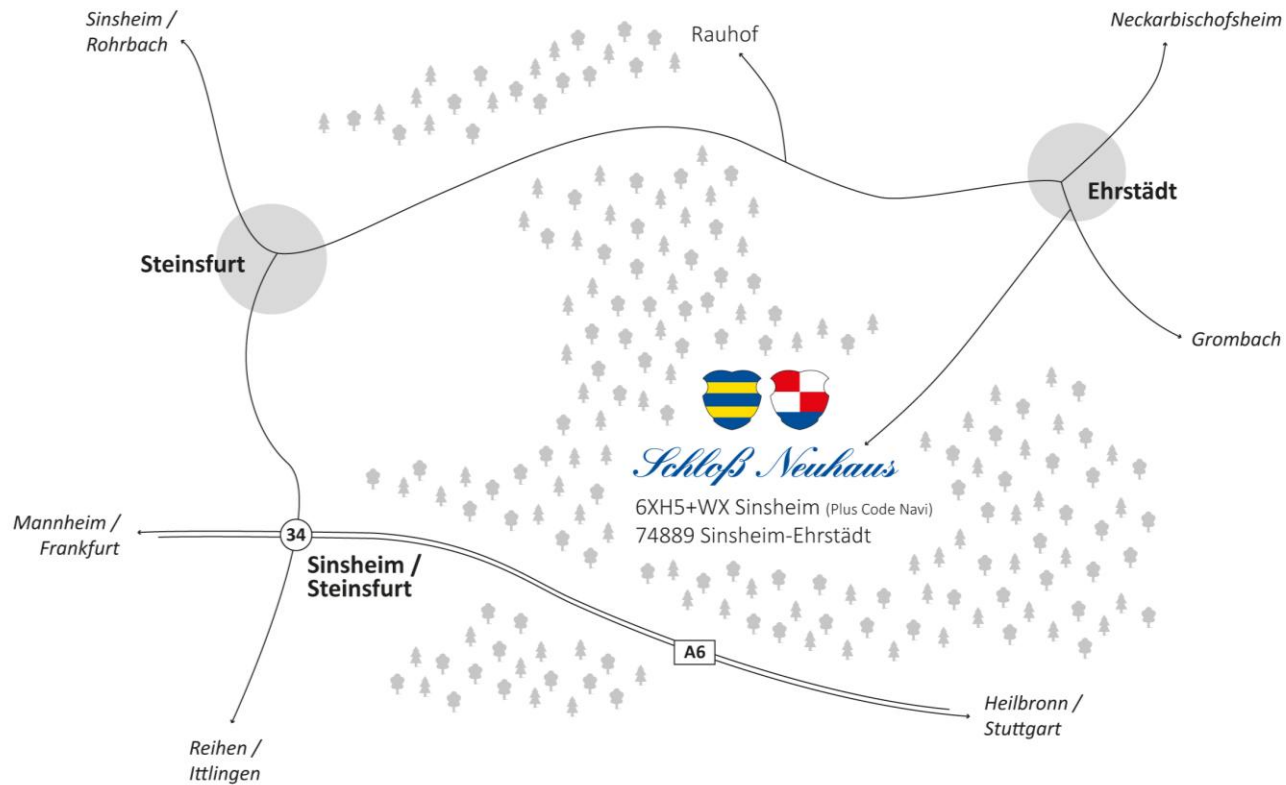 Sinsheim /
Rohrbach
Rauhof
Neckarbischofsheim
Ehrstädt
Steinsfurt
Grombach
Schloß Neuhaus
6XH5+WX Sinsheim (Plus Code Navi)
74889 Sinsheim-Ehrstädt
Mannheim /
Frankfurt
34
Sinsheim /
Steinsfurt
A6
Heilbronn /
Stuttgart
Reihen /
Ittlingen